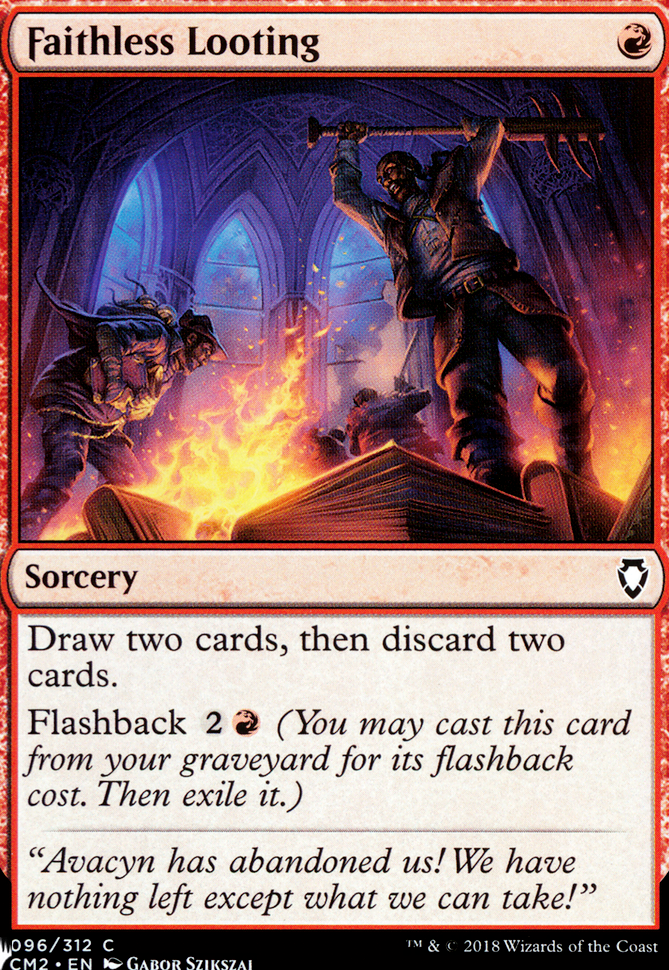 Faithless Looting
Sorcery
Draw two cards, then discard two
cards.
Flashback 2 (You may cast this card
from your graveyard for its flashback
cost. Then exile it.)
“Avacyn has abandoned us! We have
nothing left except what we can take!”
096/312 C
™ & © 2018 Wizards of the Coast
CM2 • EN Gabor Szikszai